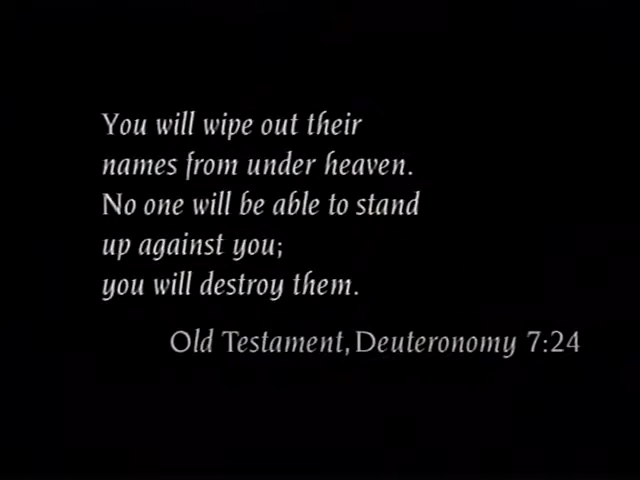 You will wipe out their
names from under heaven.
No one will be able to stand
up against you;
you will destroy them.
Old Testament, Deuteronomy 7:24